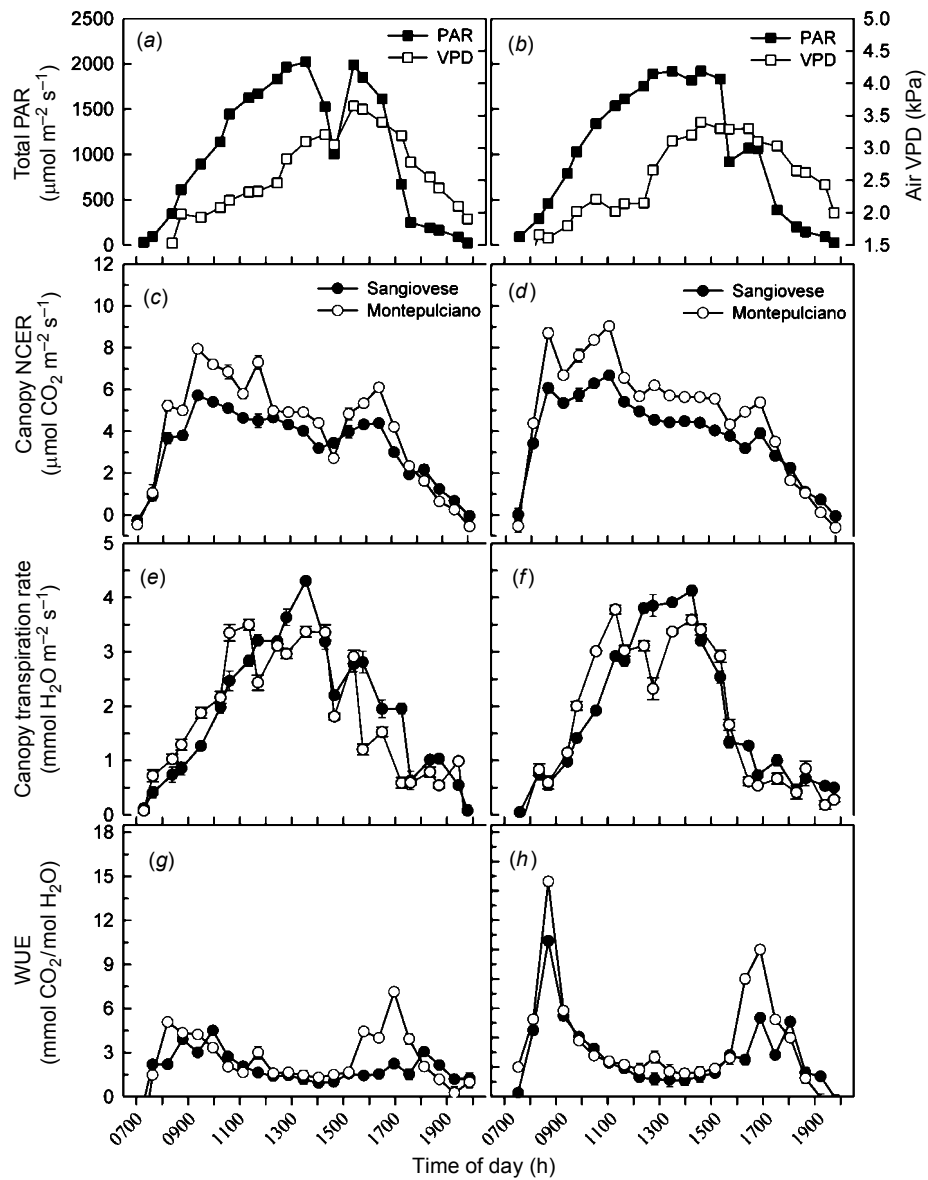 (a)
PAR
VPD
2500
2000
1500
1000
500
0
Total PAR
(μmol m⁻² s⁻¹)
(b)
PAR
VPD
5.0
4.5
4.0
3.5
3.0
2.5
2.0
1.5
Air VPD (kPa)
(c)
Sangiovese
Montepulciano
12
10
8
6
4
2
0
Canopy NCER
(μmol CO₂ m⁻² s⁻¹)
(d)
Sangiovese
Montepulciano
(e)
5
4
3
2
1
0
Canopy transpiration rate
(mmol H₂O m⁻² s⁻¹)
(f)
(g)
18
15
12
9
6
3
0
WUE
(mmol CO₂/mol H₂O)
(h)
0700
0900
1100
1300
1500
1700
1900
0700
0900
1100
1300
1500
1700
1900
Time of day (h)